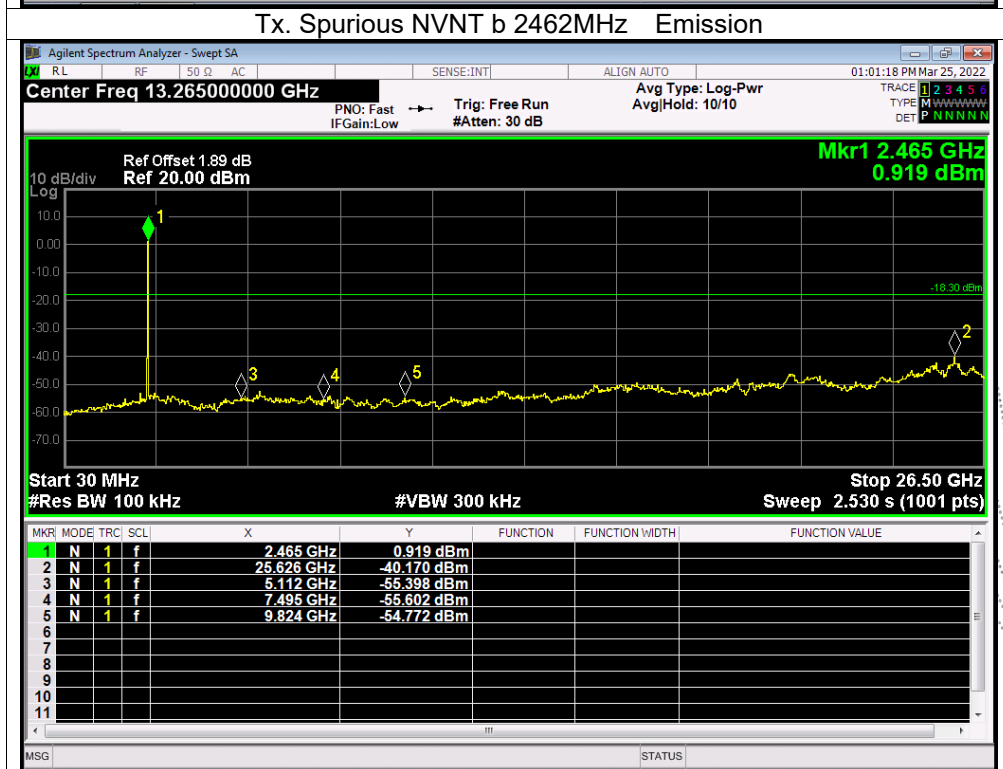 Tx. Spurious NVNT b 2462MHz Emission
Agilent Spectrum Analyzer - Swept SA
LXI RL RF 50 Ω AC SENSE:INT ALIGN AUTO 01:01:18 PM Mar 25, 2022
Center Freq 13.265000000 GHz Avg Type: Log-Pwr TRACE 1 2 3 4 5 6
PNO: Fast Trig: Free Run Avg|Hold: 10/10 TYPE M W W W W W
IFGain:Low #Atten: 30 dB DET P N N N N N
Mkr1 2.465 GHz
Ref Offset 1.89 dB
10 dB/div Ref 20.00 dBm 0.919 dBm
Log
10.0
1
0.00
-10.0
-18.30 dBm
-20.0
-30.0
2
-40.0
3 4 5
-50.0
-60.0
-70.0
Start 30 MHz Stop 26.50 GHz
#Res BW 100 kHz #VBW 300 kHz Sweep 2.530 s (1001 pts)
MKR MODE TRC SCL X Y FUNCTION FUNCTION WIDTH FUNCTION VALUE
1 N 1 f 2.465 GHz 0.919 dBm
2 N 1 f 25.626 GHz -40.170 dBm
3 N 1 f 5.112 GHz -55.398 dBm
4 N 1 f 7.495 GHz -55.602 dBm
5 N 1 f 9.824 GHz -54.772 dBm
6
7
8
9
10
11
MSG STATUS